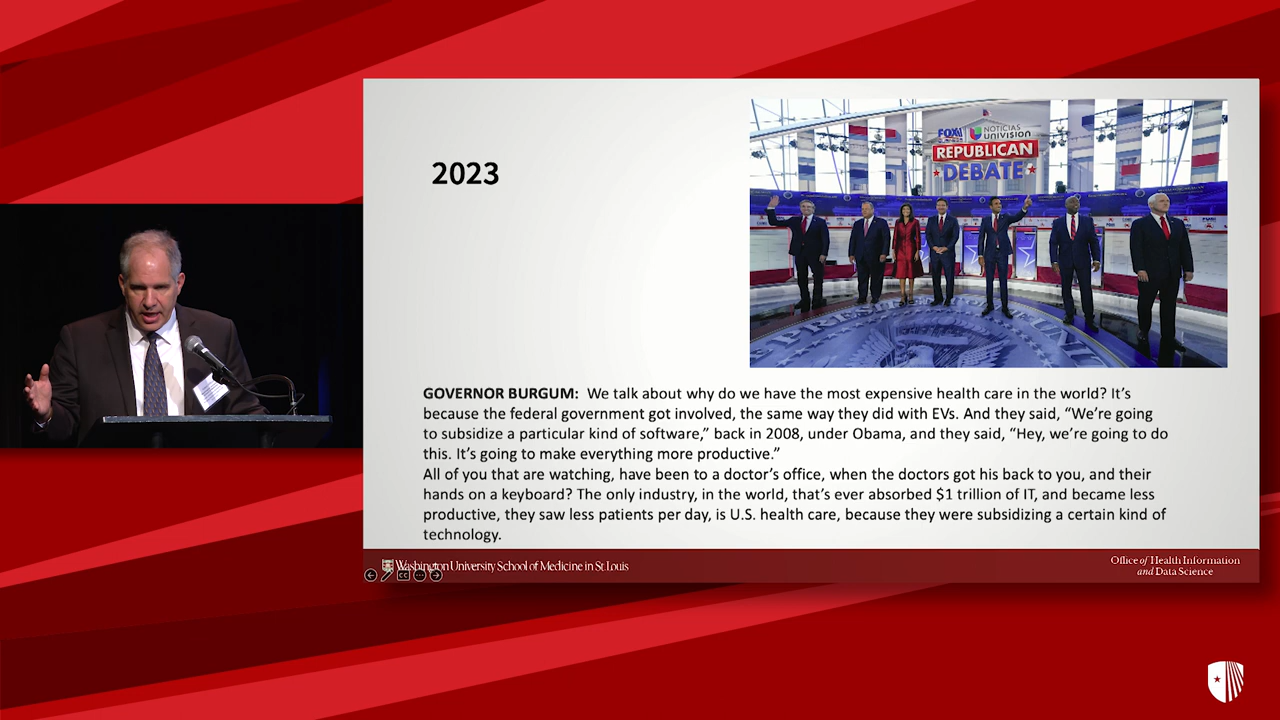 2023
FOX
NOTICIAS
univision
REPUBLICAN
DEBATE
GOVERNOR BURGUM: We talk about why do we have the most expensive health care in the world? It’s
because the federal government got involved, the same way they did with EVs. And they said, “We’re going
to subsidize a particular kind of software,” back in 2008, under Obama, and they said, “Hey, we’re going to do
this. It’s going to make everything more productive.”
All of you that are watching, have been to a doctor’s office, when the doctors got his back to you, and their
hands on a keyboard? The only industry, in the world, that’s ever absorbed $1 trillion of IT, and became less
productive, they saw less patients per day, is U.S. health care, because they were subsidizing a certain kind of
technology.
Washington University School of Medicine in St. Louis
Office of Health Information
and Data Science